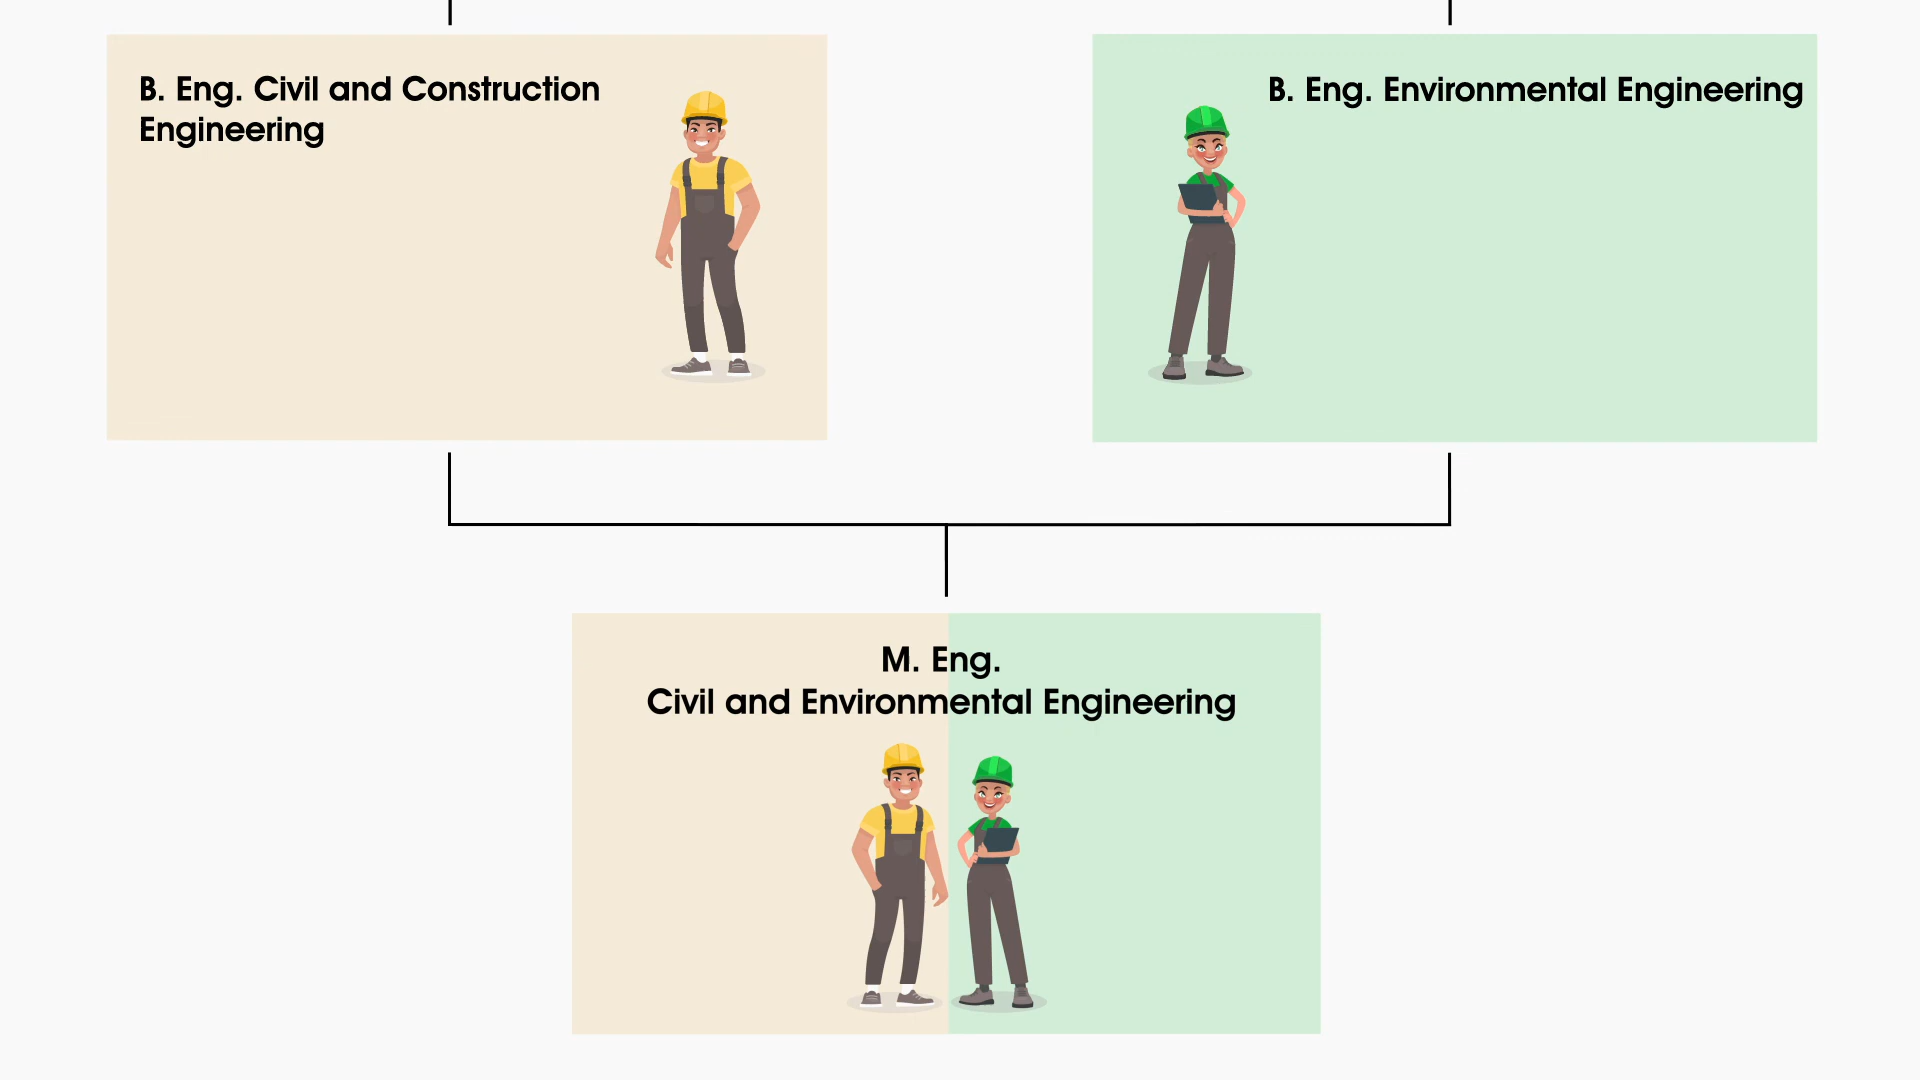 B. Eng. Civil and Construction
Engineering
B. Eng. Environmental Engineering
M. Eng.
Civil and Environmental Engineering